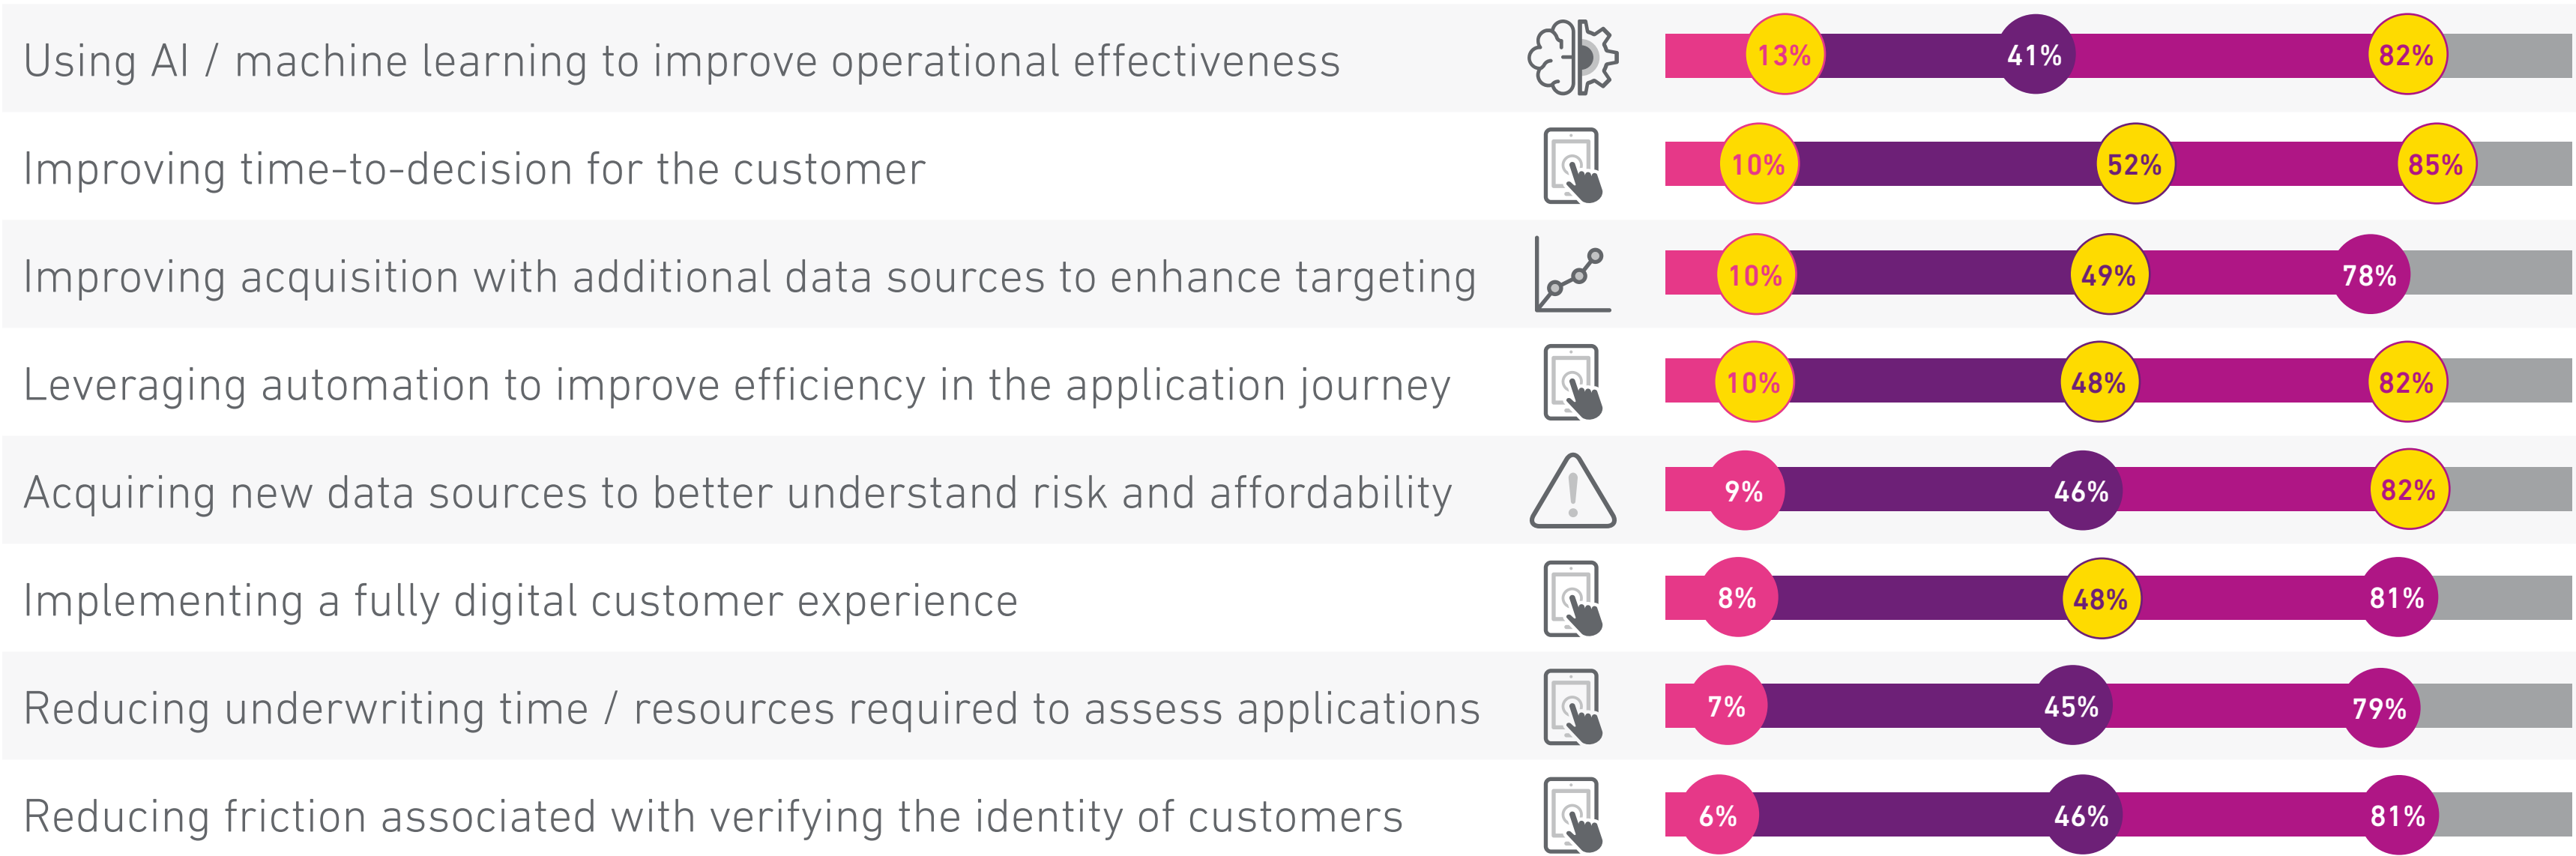 Using AI / machine learning to improve operational effectiveness 13% 41% 82%
Improving time-to-decision for the customer 10% 52% 85%
Improving acquisition with additional data sources to enhance targeting 10% 49% 78%
Leveraging automation to improve efficiency in the application journey 10% 48% 82%
Acquiring new data sources to better understand risk and affordability 9% 46% 82%
Implementing a fully digital customer experience 8% 48% 81%
Reducing underwriting time / resources required to assess applications 7% 45% 79%
Reducing friction associated with verifying the identity of customers 6% 46% 81%